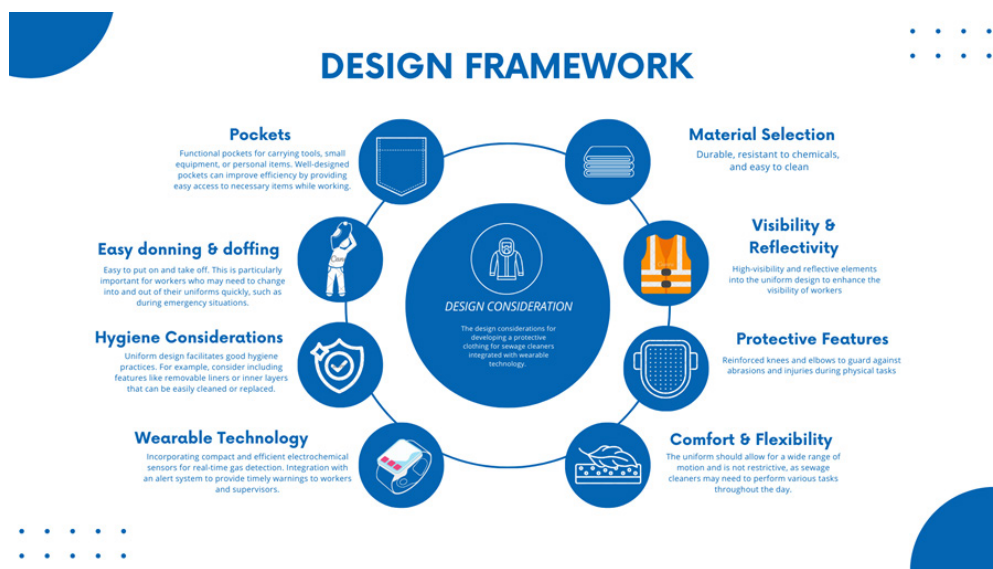 DESIGN FRAMEWORK
Pockets
Functional pockets for carrying tools, small
equipment, or personal items. Well-designed
pockets can improve efficiency by providing
easy access to necessary items while working.
Easy donning & doffing
Easy to put on and take off. This is particularly
important for workers who may need to change
into and out of their uniforms quickly, such as
during emergency situations.
Hygiene Considerations
Uniform design facilitates good hygiene
practices. For example, consider including
features like removable liners or inner layers
that can be easily cleaned or replaced.
Wearable Technology
Incorporating compact and efficient electrochemical
sensors for real-time gas detection. Integration with
an alert system to provide timely warnings to workers
and supervisors.
DESIGN CONSIDERATION
The design considerations for
developing a protective
clothing for sewage cleaners
integrated with wearable
technology.
Material Selection
Durable, resistant to chemicals,
and easy to clean
Visibility &
Reflectivity
High-visibility and reflective elements
into the uniform design to enhance the
visibility of workers
Protective Features
Reinforced knees and elbows to guard against
abrasions and injuries during physical tasks
Comfort & Flexibility
The uniform should allow for a wide range of
motion and is not restrictive, as sewage
cleaners may need to perform various tasks
throughout the day.